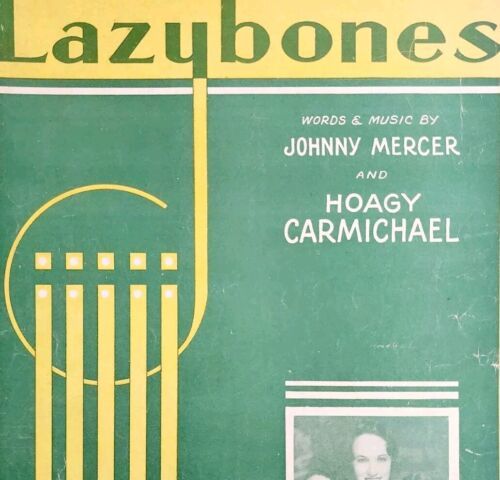 Lazybones
WORDS & MUSIC BY
JOHNNY MERCER
AND
HOAGY
CARMICHAEL